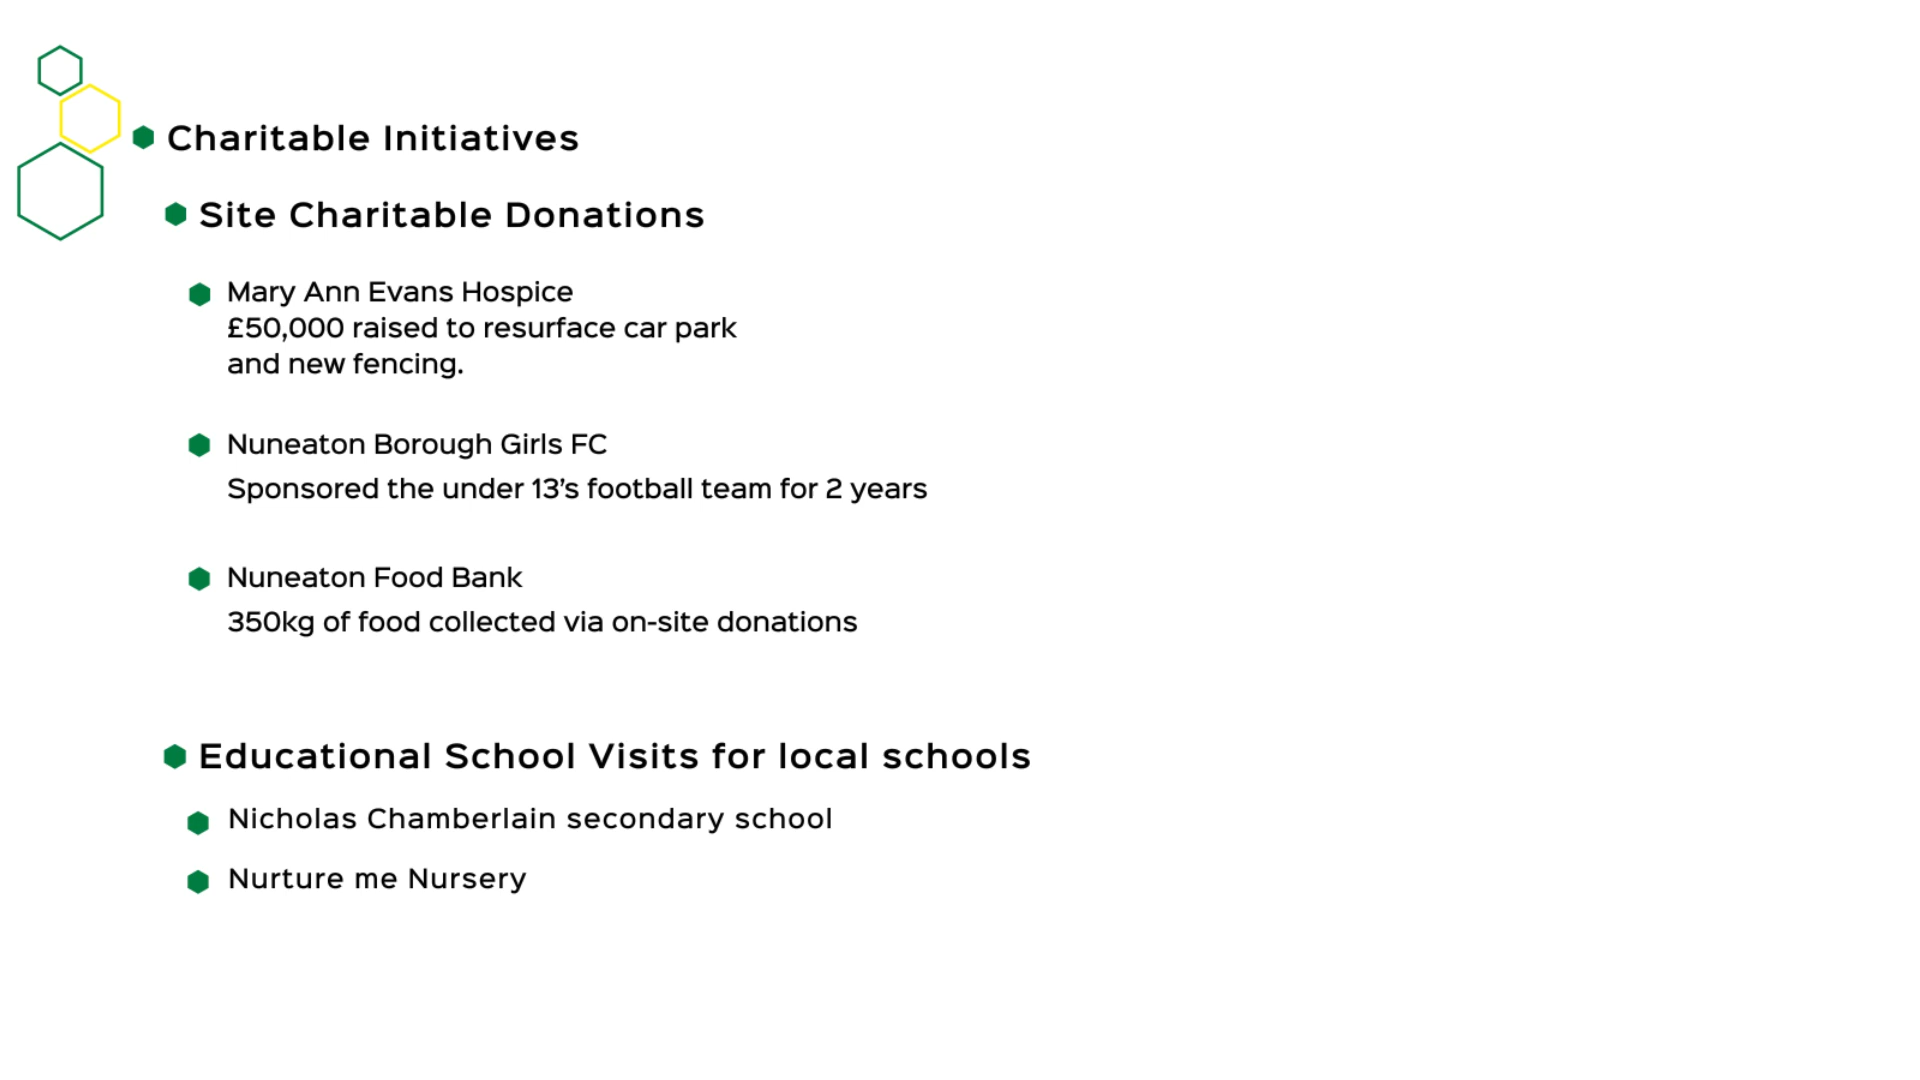 Charitable Initiatives
Site Charitable Donations
Mary Ann Evans Hospice
£50,000 raised to resurface car park
and new fencing.
Nuneaton Borough Girls FC
Sponsored the under 13’s football team for 2 years
Nuneaton Food Bank
350kg of food collected via on-site donations
Educational School Visits for local schools
Nicholas Chamberlain secondary school
Nurture me Nursery